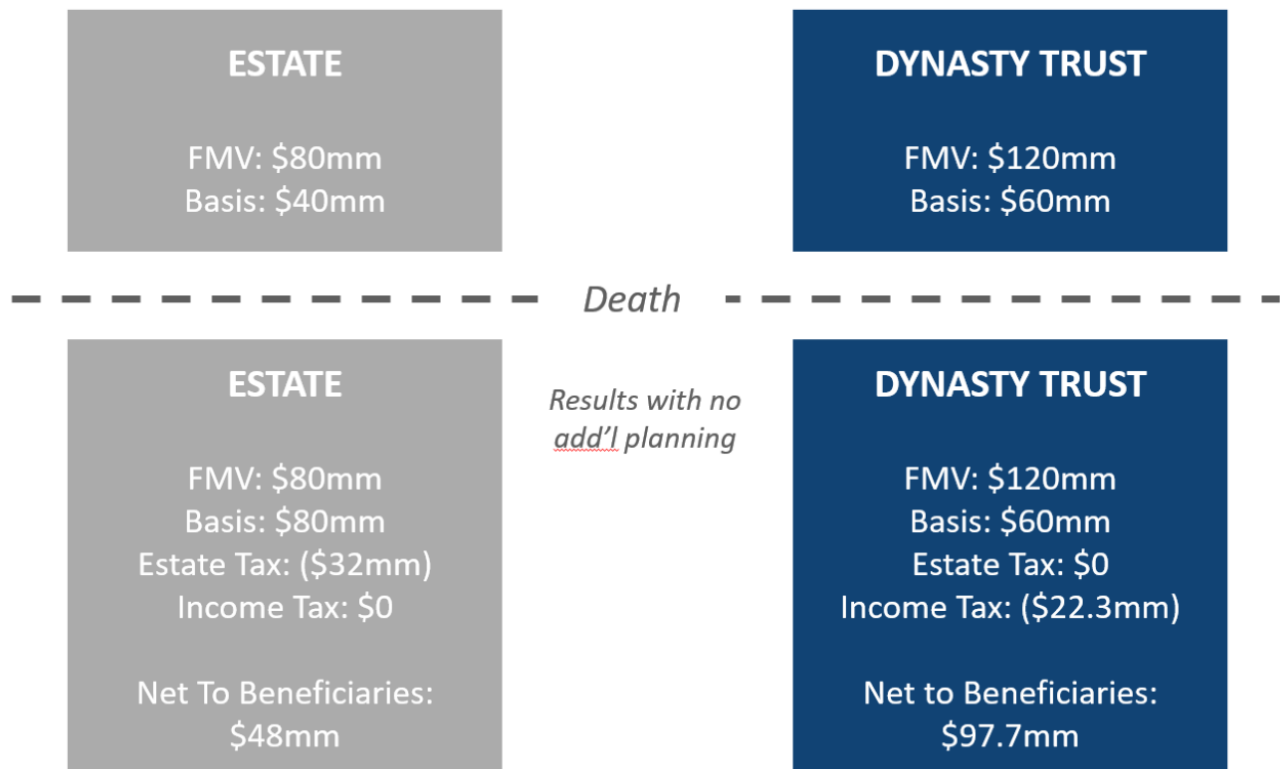 ESTATE
FMV: $80mm
Basis: $40mm
DYNASTY TRUST
FMV: $120mm
Basis: $60mm
Death
ESTATE
FMV: $80mm
Basis: $80mm
Estate Tax: ($32mm)
Income Tax: $0
Net To Beneficiaries:
$48mm
Results with no
add’l planning
DYNASTY TRUST
FMV: $120mm
Basis: $60mm
Estate Tax: $0
Income Tax: ($22.3mm)
Net to Beneficiaries:
$97.7mm